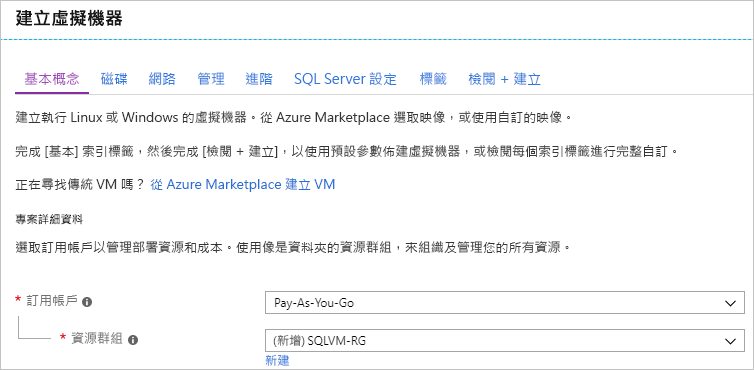 建立虛擬機器
基本概念 磁碟 網路 管理 進階 SQL Server 設定 標籤 檢閱 + 建立
建立執行 Linux 或 Windows 的虛擬機器。從 Azure Marketplace 選取映像，或使用自訂的映像。
完成 [基本] 索引標籤，然後完成 [檢閱 + 建立]，以使用預設參數佈建虛擬機器，或檢閱每個索引標籤進行完整自訂。
正在尋找傳統 VM 嗎？ 從 Azure Marketplace 建立 VM
專案詳細資料
選取訂用帳戶以管理部署資源和成本。使用像是資料夾的資源群組，來組織及管理您的所有資源。
* 訂用帳戶 Pay-As-You-Go
* 資源群組 (新增) SQLVM-RG
新建